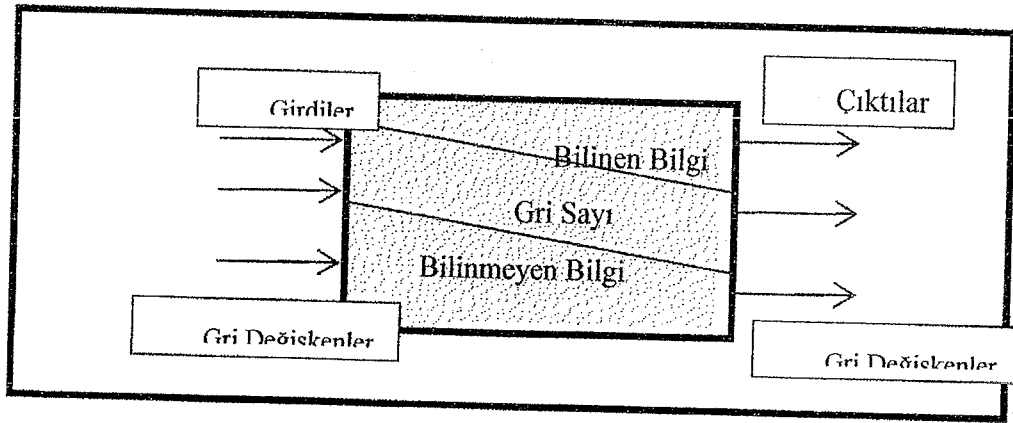 Girdiler
Çıktılar
Bilinen Bilgi
Gri Sayı
Bilinmeyen Bilgi
Gri Değişkenler
Gri Değişkenler